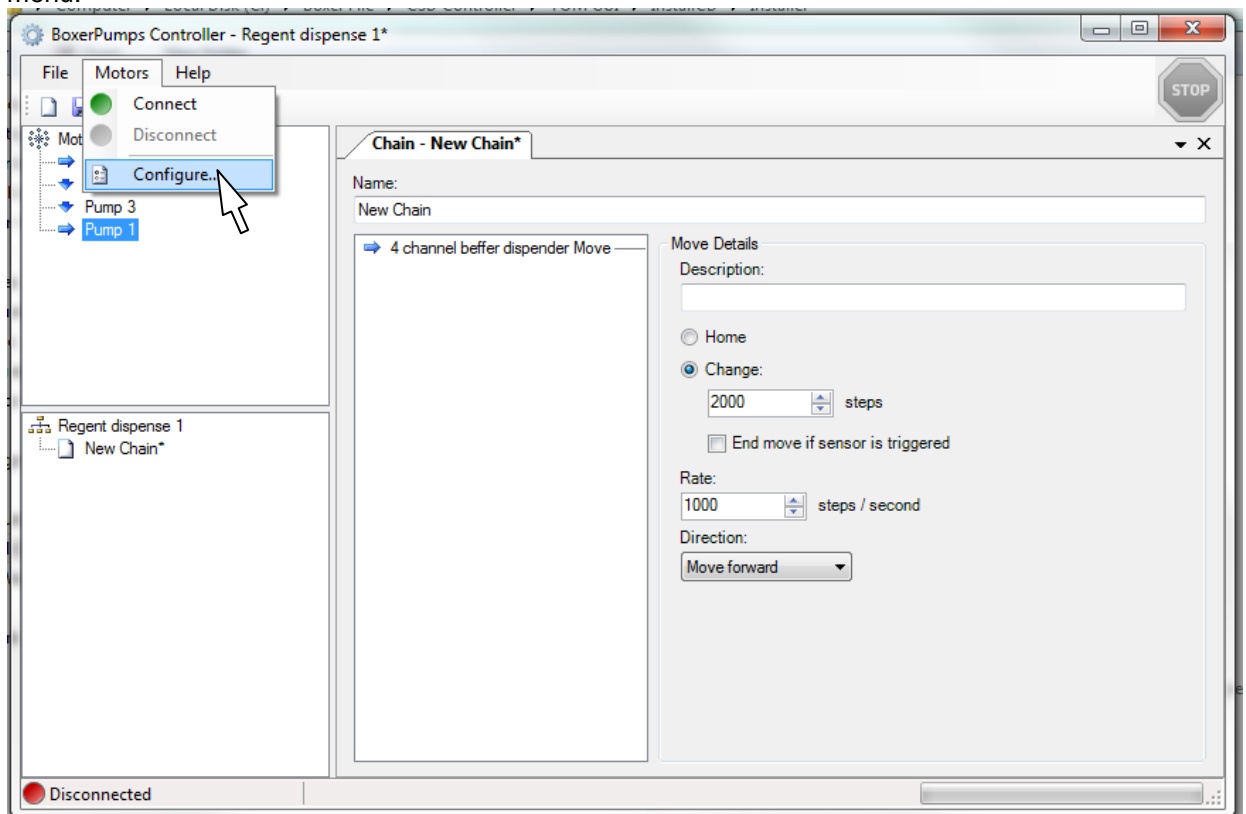 menu.
BoxerPumps Controller - Regent dispense 1*
File Motors Help
STOP
Connect
Disconnect
Configure...
Mot
Pump 3
Pump 1
Chain - New Chain*
Name:
New Chain
4 channel beffer dispender Move
Move Details
Description:
Home
Change:
2000 steps
End move if sensor is triggered
Rate:
1000 steps / second
Direction:
Move forward
Regent dispense 1
New Chain*
Disconnected